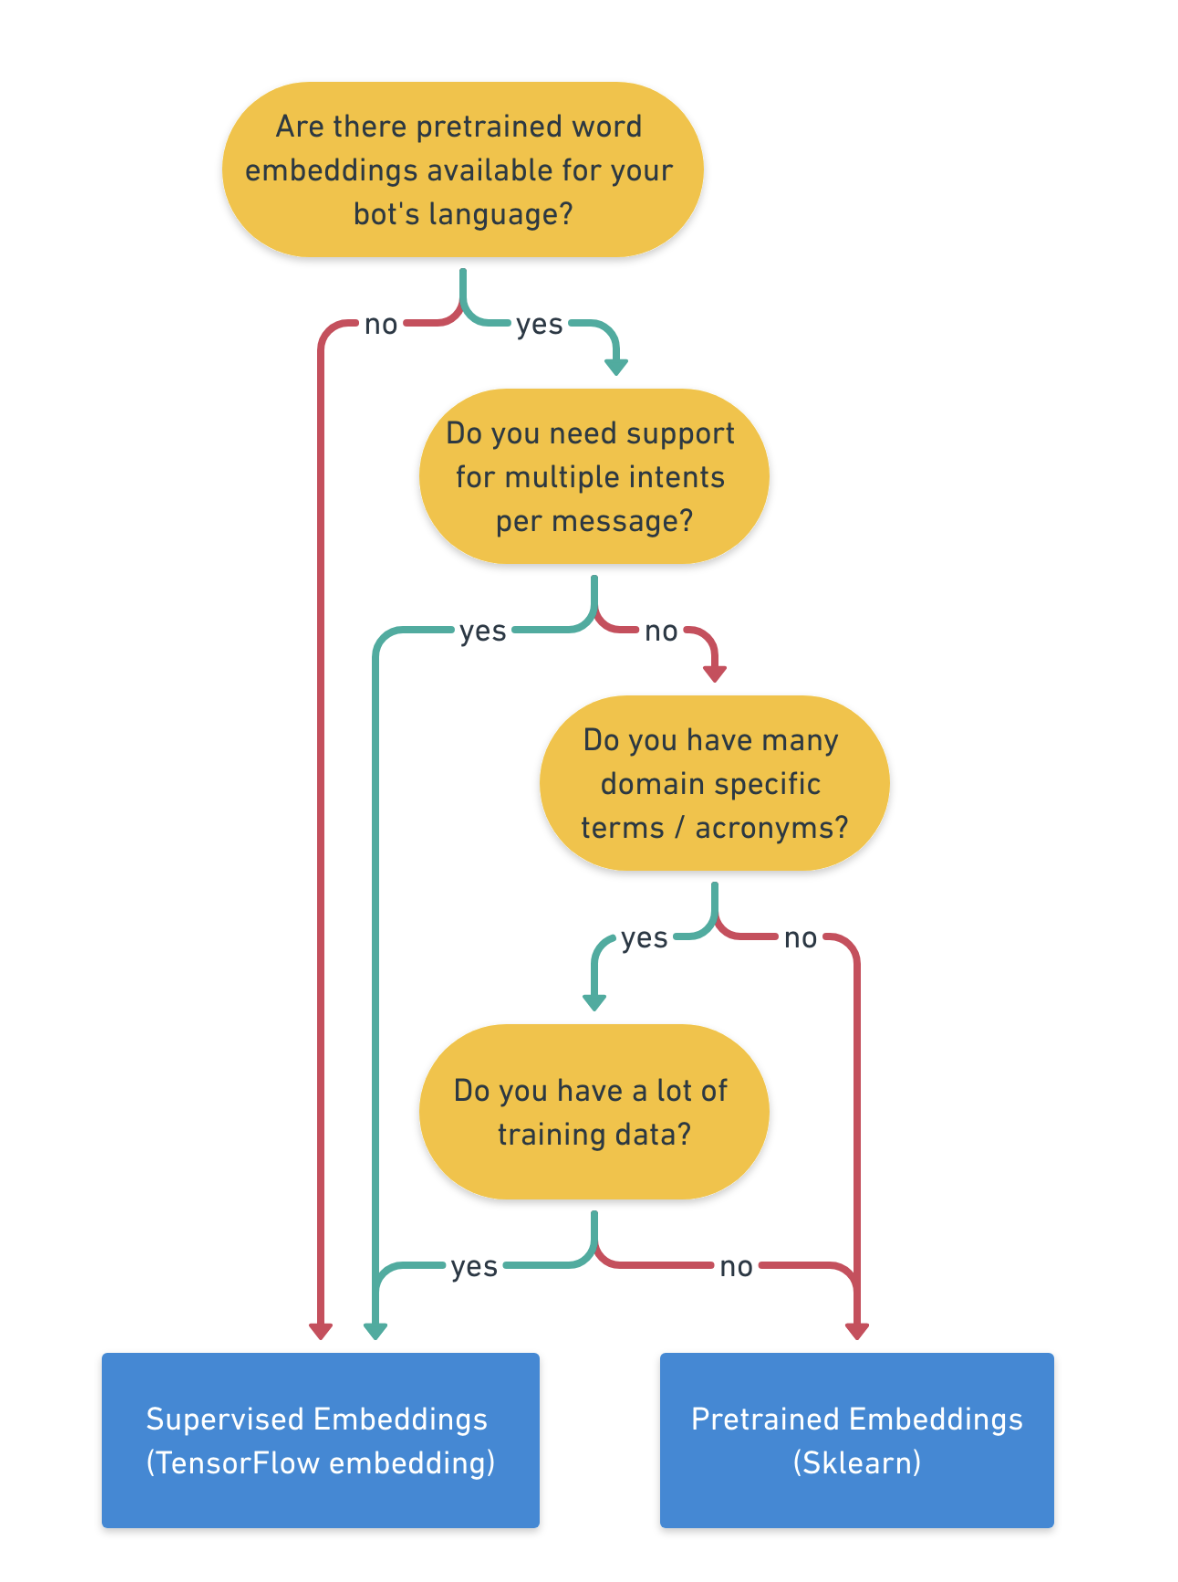 Are there pretrained word
embeddings available for your
bot's language?
no
yes
Do you need support
for multiple intents
per message?
yes
no
Do you have many
domain specific
terms / acronyms?
yes
no
Do you have a lot of
training data?
yes
no
Supervised Embeddings
(TensorFlow embedding)
Pretrained Embeddings
(Sklearn)